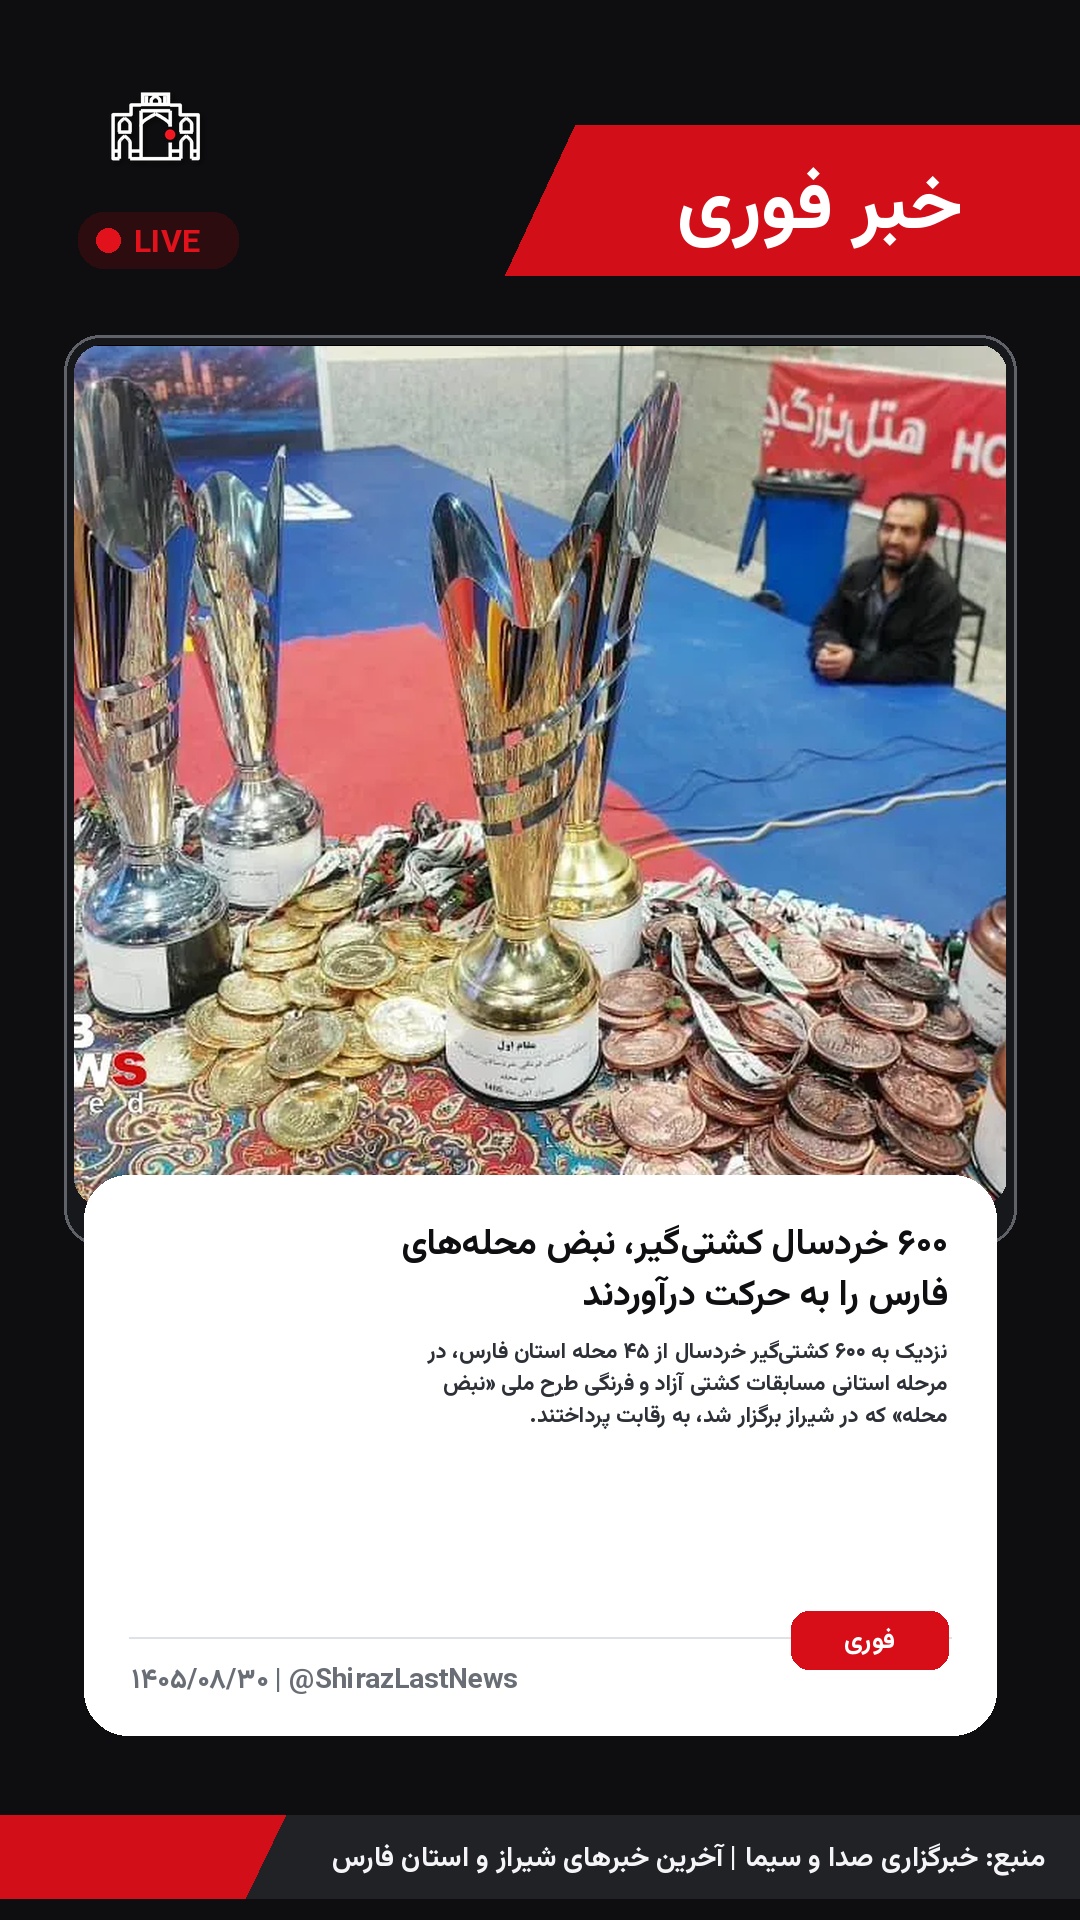 خبر فوری
LIVE
هتل بزرگ چ
HO
B
WS
e d
مقام اول
۶۰۰ خردسال کشتی‌گیر، نبض محله‌های
فارس را به حرکت درآوردند
نزدیک به ۶۰۰ کشتی‌گیر خردسال از ۴۵ محله استان فارس، در
مرحله استانی مسابقات کشتی آزاد و فرنگی طرح ملی «نبض
محله» که در شیراز برگزار شد، به رقابت پرداختند.
فوری
۱۴۰۵/۰۸/۳۰ | @ShirazLastNews
منبع: خبرگزاری صدا و سیما | آخرین خبرهای شیراز و استان فارس